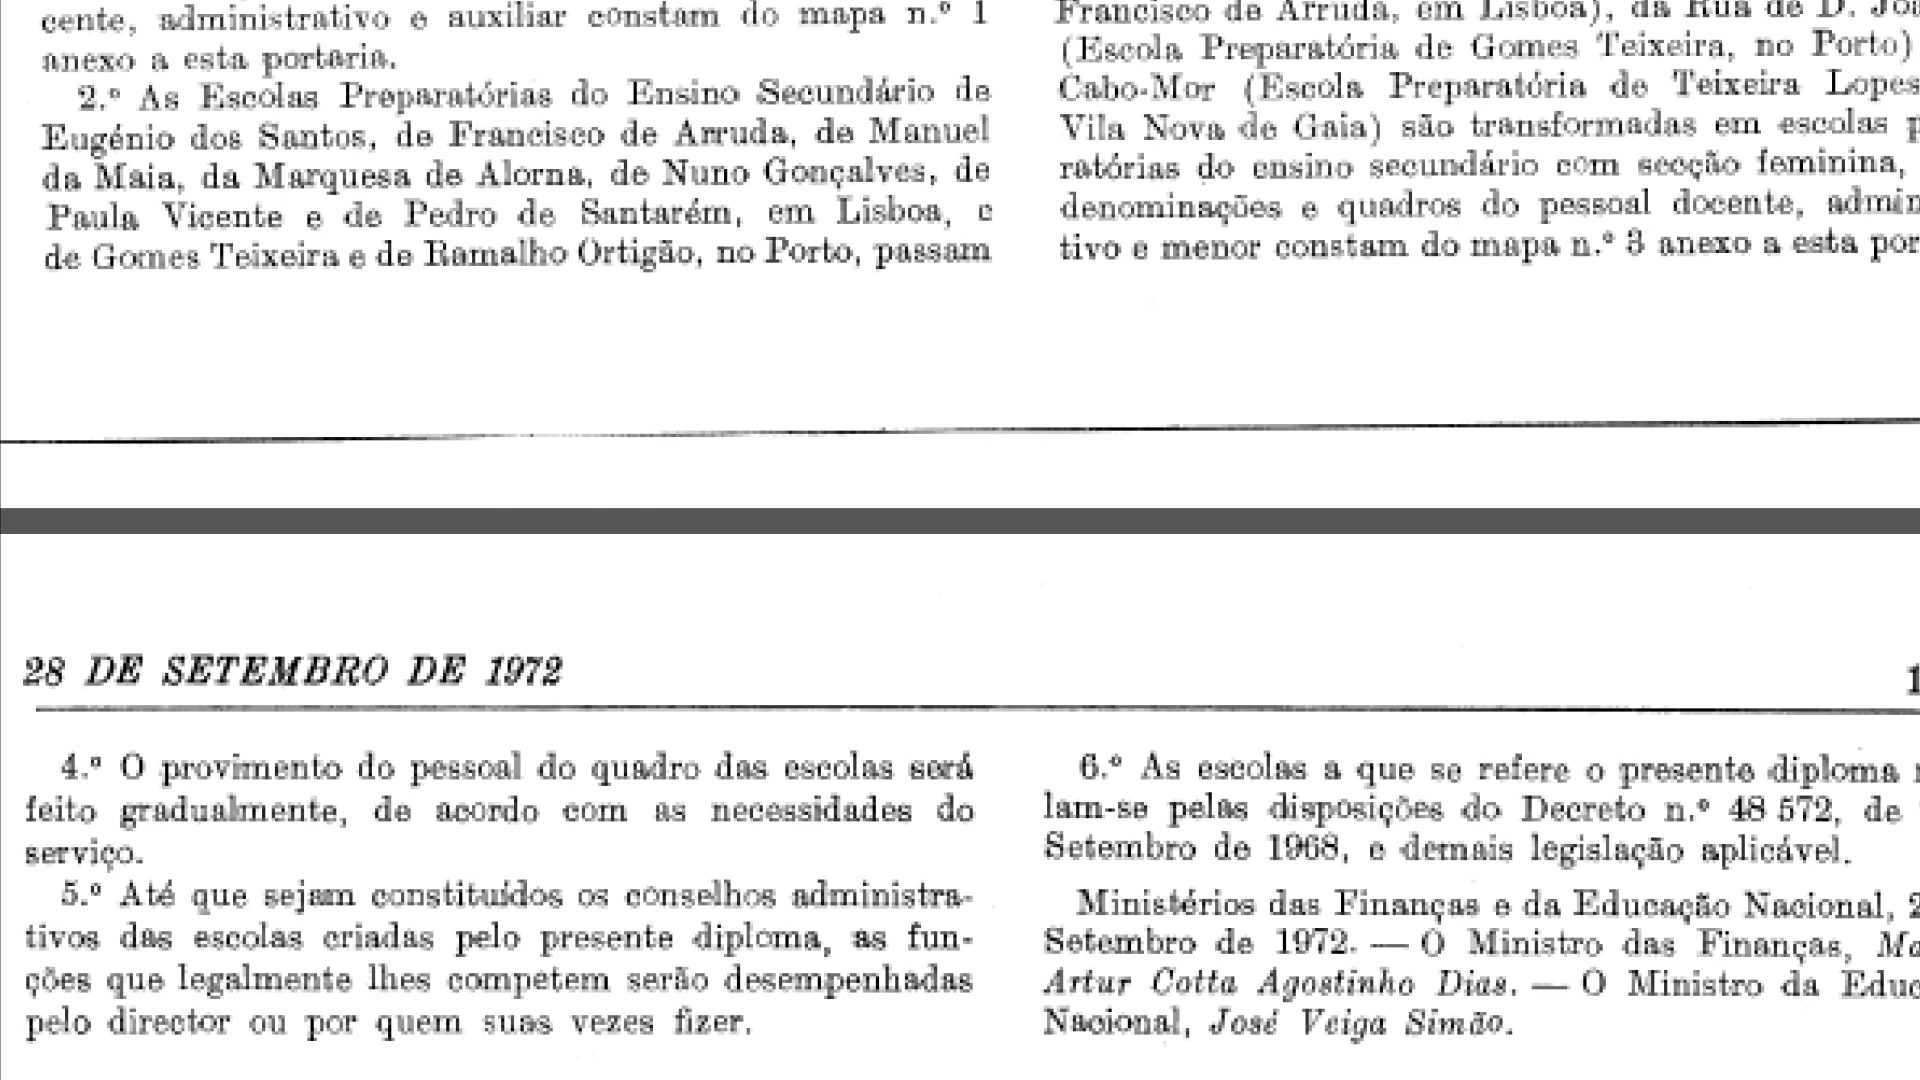 cente, administrativo e auxiliar constam do mapa n.º 1
anexo a esta portaria.
2.º As Escolas Preparatórias do Ensino Secundário de
Eugénio dos Santos, de Francisco de Arruda, de Manuel
da Maia, da Marquesa de Alorna, de Nuno Gonçalves, de
Paula Vicente e de Pedro de Santarém, em Lisboa, e
de Gomes Teixeira e de Ramalho Ortigão, no Porto, passam
Francisco de Arruda, em Lisboa), da Rua de D.
(Escola Preparatória de Gomes Teixeira, no Porto)
Cabo-Mor (Escola Preparatória de Teixeira Lopes
Vila Nova de Gaia) são transformadas em escolas p
ratórias do ensino secundário com secção feminina,
denominações e quadros do pessoal docente, admin
tivo e menor constam do mapa n.º 3 anexo a esta por
28 DE SETEMBRO DE 1972
1
4.º O provimento do pessoal do quadro das escolas será
feito gradualmente, de acordo com as necessidades do
serviço.
5.º Até que sejam constituídos os conselhos administra-
tivos das escolas criadas pelo presente diploma, as fun-
ções que legalmente lhes competem serão desempenhadas
pelo director ou por quem suas vezes fizer.
6.º As escolas a que se refere o presente diploma
lam-se pelas disposições do Decreto n.º 48 572, de
Setembro de 1968, e demais legislação aplicável.
Ministérios das Finanças e da Educação Nacional, 2
Setembro de 1972. — O Ministro das Finanças, Ma
Artur Cotta Agostinho Dias. — O Ministro da Educ
Nacional, José Veiga Simão.